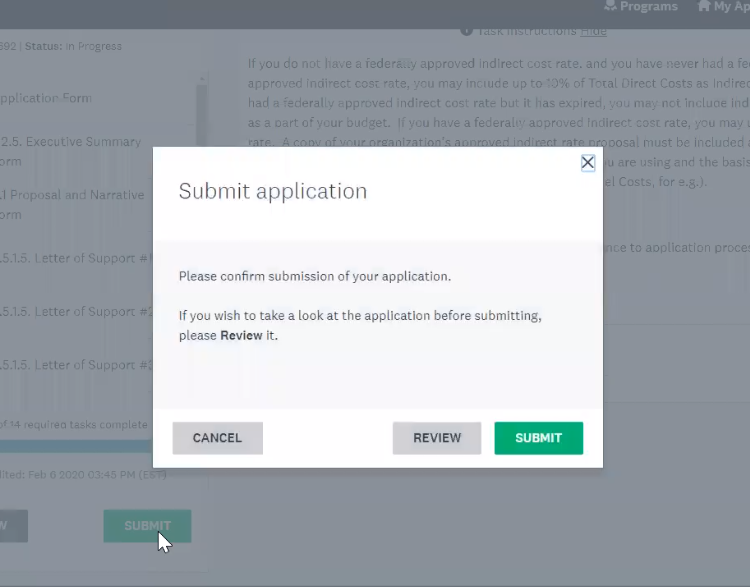 Programs My Ap
592 | Status: In Progress
Task Instructions Hide
If you do not have a federally approved indirect cost rate, and you have never had a fe
approved indirect cost rate, you may include up to 10% of Total Direct Costs as indirec
had a federally approved indirect cost rate but it has expired, you may not include ind
as a part of your budget. If you have a federally-approved indirect cost rate, you may
rate. A copy of your organization's approved indirect rate proposal must be included
ou are using and the basis
el Costs, for e.g.).
nce to application proce
pplication Form
2.5. Executive Summary
orm
.1 Proposal and Narrative
orm
.5.1.5. Letter of Support #
.5.1.5. Letter of Support #
.5.1.5. Letter of Support #
of 14 required tasks complete
ited: Feb 6 2020 03:45 PM (EST)
W
SUBMIT
Submit application
Please confirm submission of your application.
If you wish to take a look at the application before submitting,
please Review it.
CANCEL REVIEW SUBMIT